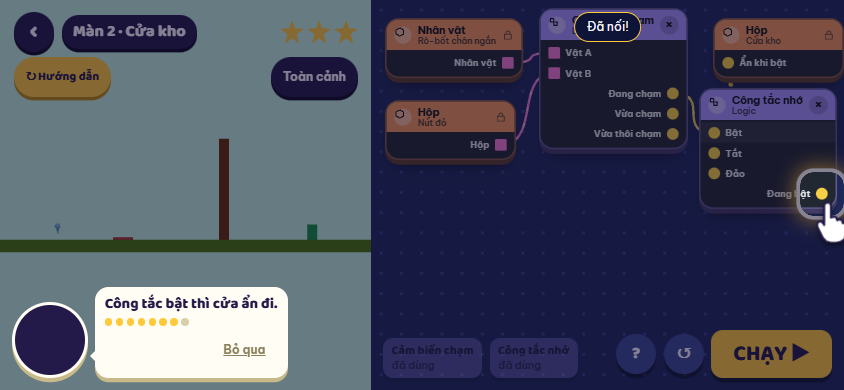 Màn 2 · Cửa kho
Hướng dẫn
Toàn cảnh
Công tắc bật thì cửa ẩn đi.
Bỏ qua
Nhân vật
Rô-bốt chân ngắn
Nhân vật
Hộp
Nút đỏ
Hộp
Đã nối!
Vật A
Vật B
Đang chạm
Vừa chạm
Vừa thôi chạm
Hộp
Cửa kho
Ẩn khi bật
Công tắc nhớ
Logic
Bật
Tắt
Đảo
Đang bật
Cảm biến chạm
đã dùng
Công tắc nhớ
đã dùng
?
CHẠY